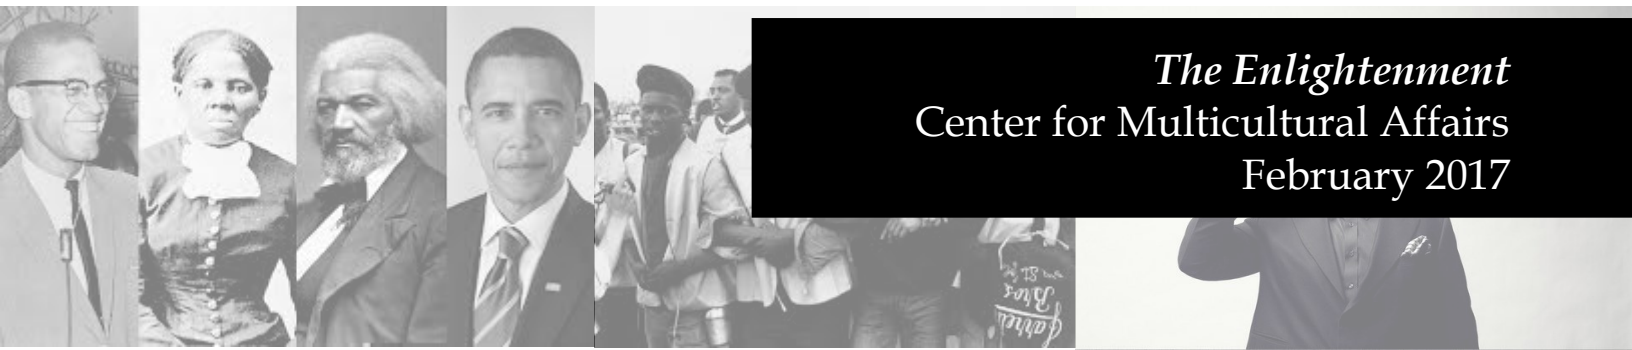 The Enlightenment
Center for Multicultural Affairs
February 2017